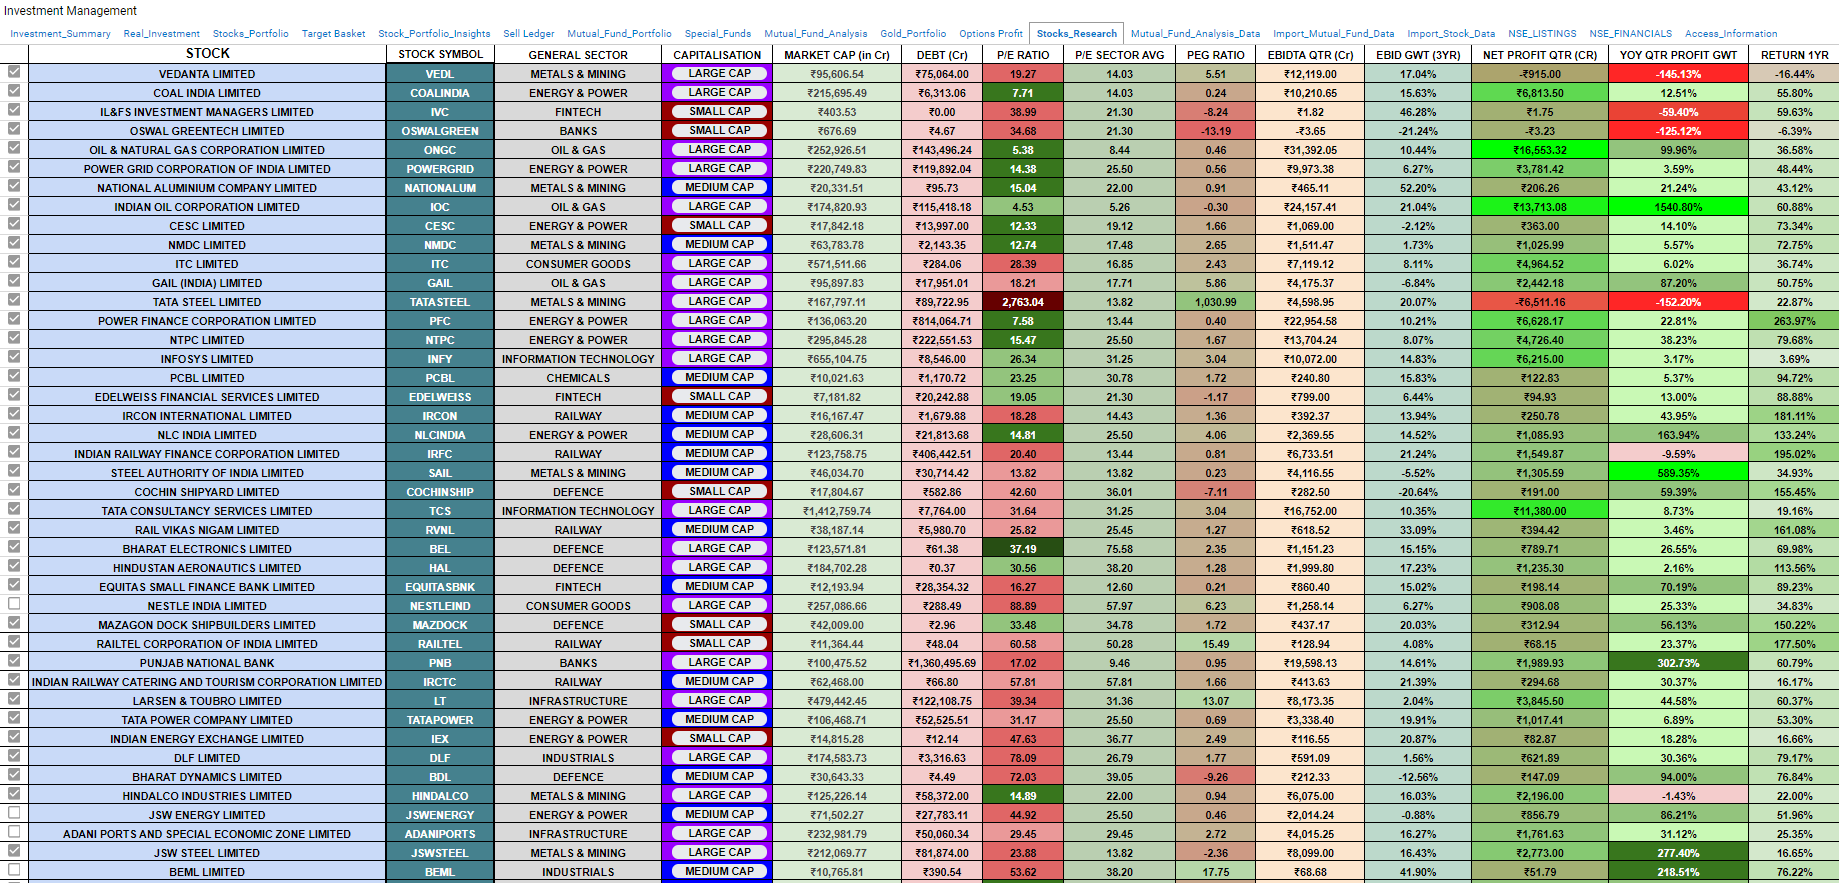 Investment Management
Investment_Summary Real_Investment Stocks_Portfolio Target Basket Stock_Portfolio_Insights Sell Ledger Mutual_Fund_Portfolio Special_Funds Mutual_Fund_Analysis Gold_Portfolio Options Profit Stocks_Research Mutual_Fund_Analysis_Data Import_Mutual_Fund_Data Import_Stock_Data NSE_LISTINGS NSE_FINANCIALS Access_Information
STOCK STOCK SYMBOL GENERAL SECTOR CAPITALISATION MARKET CAP (in Cr) DEBT (Cr) P/E RATIO P/E SECTOR AVG PEG RATIO EBIDTA QTR (Cr) EBID GWT (3YR) NET PROFIT QTR (CR) YOY QTR PROFIT GWT RETURN 1YR
VEDANTA LIMITED VEDL METALS & MINING LARGE CAP ₹95,606.54 ₹75,064.00 19.27 14.03 5.51 ₹12,119.00 17.04% -₹915.00 -145.13% -16.44%
COAL INDIA LIMITED COALINDIA ENERGY & POWER LARGE CAP ₹215,695.49 ₹6,313.06 7.71 14.03 0.24 ₹10,210.65 15.63% ₹6,813.50 12.51% 55.80%
IL&FS INVESTMENT MANAGERS LIMITED IVC FINTECH SMALL CAP ₹403.53 ₹0.00 38.99 21.30 -8.24 ₹1.82 46.28% ₹1.75 -59.40% 59.63%
OSWAL GREENTECH LIMITED OSWALGREEN BANKS SMALL CAP ₹676.69 ₹4.67 34.68 21.30 -13.19 -₹3.65 -21.24% -₹3.23 -125.12% -6.39%
OIL & NATURAL GAS CORPORATION LIMITED ONGC OIL & GAS LARGE CAP ₹252,926.51 ₹143,496.24 5.38 8.44 0.46 ₹31,392.05 10.44% ₹16,553.32 99.96% 36.58%
POWER GRID CORPORATION OF INDIA LIMITED POWERGRID ENERGY & POWER LARGE CAP ₹220,749.83 ₹119,892.04 14.38 25.50 0.56 ₹9,973.38 6.27% ₹3,781.42 3.59% 48.44%
NATIONAL ALUMINIUM COMPANY LIMITED NATIONALUM METALS & MINING MEDIUM CAP ₹20,331.51 ₹95.73 15.04 22.00 0.91 ₹465.11 52.20% ₹206.26 21.24% 43.12%
INDIAN OIL CORPORATION LIMITED IOC OIL & GAS LARGE CAP ₹174,820.93 ₹115,418.18 4.53 5.26 -0.30 ₹24,157.41 21.04% ₹13,713.08 1540.80% 60.88%
CESC LIMITED CESC ENERGY & POWER SMALL CAP ₹17,842.18 ₹13,997.00 12.33 19.12 1.66 ₹1,069.00 -2.12% ₹363.00 14.10% 73.34%
NMDC LIMITED NMDC METALS & MINING MEDIUM CAP ₹63,783.78 ₹2,143.35 12.74 17.48 2.65 ₹1,511.47 1.73% ₹1,025.99 5.57% 72.75%
ITC LIMITED ITC CONSUMER GOODS LARGE CAP ₹571,511.66 ₹284.06 28.39 16.85 2.43 ₹7,119.12 8.11% ₹4,964.52 6.02% 36.74%
GAIL (INDIA) LIMITED GAIL OIL & GAS LARGE CAP ₹95,897.83 ₹17,951.01 18.21 17.71 5.86 ₹4,175.37 -6.84% ₹2,442.18 87.20% 50.75%
TATA STEEL LIMITED TATASTEEL METALS & MINING LARGE CAP ₹167,797.11 ₹89,722.95 2,763.04 13.82 1,030.99 ₹4,598.95 20.07% -₹6,511.16 -152.20% 22.87%
POWER FINANCE CORPORATION LIMITED PFC ENERGY & POWER LARGE CAP ₹136,063.20 ₹814,064.71 7.58 13.44 0.40 ₹22,954.58 10.21% ₹6,628.17 22.81% 263.97%
NTPC LIMITED NTPC ENERGY & POWER LARGE CAP ₹295,845.28 ₹222,551.53 15.47 25.50 1.67 ₹13,704.24 8.07% ₹4,726.40 38.23% 79.68%
INFOSYS LIMITED INFY INFORMATION TECHNOLOGY LARGE CAP ₹655,104.75 ₹8,546.00 26.34 31.25 3.04 ₹10,072.00 14.83% ₹6,215.00 3.17% 3.69%
PCBL LIMITED PCBL CHEMICALS MEDIUM CAP ₹10,021.63 ₹1,170.72 23.25 30.78 1.72 ₹240.80 15.83% ₹122.83 5.37% 94.72%
EDELWEISS FINANCIAL SERVICES LIMITED EDELWEISS FINTECH SMALL CAP ₹7,181.82 ₹20,242.88 19.05 21.30 -1.17 ₹799.00 6.44% ₹94.93 13.00% 88.88%
IRCON INTERNATIONAL LIMITED IRCON RAILWAY MEDIUM CAP ₹16,167.47 ₹1,679.88 18.28 14.43 1.36 ₹392.37 13.94% ₹250.78 43.95% 181.11%
NLC INDIA LIMITED NLCINDIA ENERGY & POWER MEDIUM CAP ₹28,606.31 ₹21,813.68 14.81 25.50 4.06 ₹2,369.55 14.52% ₹1,085.93 163.94% 133.24%
INDIAN RAILWAY FINANCE CORPORATION LIMITED IRFC RAILWAY MEDIUM CAP ₹123,758.75 ₹406,442.51 20.40 13.44 0.81 ₹6,733.51 21.24% ₹1,549.87 -9.59% 195.02%
STEEL AUTHORITY OF INDIA LIMITED SAIL METALS & MINING MEDIUM CAP ₹46,034.70 ₹30,714.42 13.82 13.82 0.23 ₹4,116.55 -5.52% ₹1,305.59 589.35% 34.93%
COCHIN SHIPYARD LIMITED COCHINSHIP DEFENCE SMALL CAP ₹17,804.67 ₹582.86 42.60 36.01 -7.11 ₹282.50 -20.64% ₹191.00 59.39% 155.45%
TATA CONSULTANCY SERVICES LIMITED TCS INFORMATION TECHNOLOGY LARGE CAP ₹1,412,759.74 ₹7,764.00 31.64 31.25 3.04 ₹16,752.00 10.35% ₹11,380.00 8.73% 19.16%
RAIL VIKAS NIGAM LIMITED RVNL RAILWAY MEDIUM CAP ₹38,187.14 ₹5,980.70 25.82 25.45 1.27 ₹618.52 33.09% ₹394.42 3.46% 161.08%
BHARAT ELECTRONICS LIMITED BEL DEFENCE LARGE CAP ₹123,571.81 ₹61.38 37.19 75.58 2.35 ₹1,151.23 15.15% ₹789.71 26.55% 69.98%
HINDUSTAN AERONAUTICS LIMITED HAL DEFENCE LARGE CAP ₹184,702.28 ₹0.37 30.56 38.20 1.28 ₹1,999.80 17.23% ₹1,235.30 2.16% 113.56%
EQUITAS SMALL FINANCE BANK LIMITED EQUITASBNK FINTECH MEDIUM CAP ₹12,193.94 ₹28,354.32 16.27 12.60 0.21 ₹860.40 15.02% ₹198.14 70.19% 89.23%
NESTLE INDIA LIMITED NESTLEIND CONSUMER GOODS LARGE CAP ₹257,086.66 ₹288.49 88.89 57.97 6.23 ₹1,258.14 6.27% ₹908.08 25.33% 34.83%
MAZAGON DOCK SHIPBUILDERS LIMITED MAZDOCK DEFENCE SMALL CAP ₹42,009.00 ₹2.96 33.48 34.78 1.72 ₹437.17 20.03% ₹312.94 56.13% 150.22%
RAILTEL CORPORATION OF INDIA LIMITED RAILTEL RAILWAY SMALL CAP ₹11,364.44 ₹48.04 60.58 50.28 15.49 ₹128.94 4.08% ₹68.15 23.37% 177.50%
PUNJAB NATIONAL BANK PNB BANKS LARGE CAP ₹100,475.52 ₹1,360,495.69 17.02 9.46 0.95 ₹19,598.13 14.61% ₹1,989.93 302.73% 60.79%
INDIAN RAILWAY CATERING AND TOURISM CORPORATION LIMITED IRCTC RAILWAY MEDIUM CAP ₹62,468.00 ₹66.80 57.81 57.81 1.66 ₹413.63 21.39% ₹294.68 30.37% 16.17%
LARSEN & TOUBRO LIMITED LT INFRASTRUCTURE LARGE CAP ₹479,442.45 ₹122,108.75 39.34 31.36 13.07 ₹8,173.35 2.04% ₹3,845.50 44.58% 60.37%
TATA POWER COMPANY LIMITED TATAPOWER ENERGY & POWER MEDIUM CAP ₹106,468.71 ₹52,525.51 31.17 25.50 0.69 ₹3,338.40 19.91% ₹1,017.41 6.89% 53.30%
INDIAN ENERGY EXCHANGE LIMITED IEX ENERGY & POWER SMALL CAP ₹14,815.28 ₹12.14 47.63 36.77 2.49 ₹116.55 20.87% ₹82.87 18.28% 16.66%
DLF LIMITED DLF INDUSTRIALS LARGE CAP ₹174,583.73 ₹3,316.63 78.09 26.79 1.77 ₹591.09 1.56% ₹621.89 30.36% 79.17%
BHARAT DYNAMICS LIMITED BDL DEFENCE MEDIUM CAP ₹30,643.33 ₹4.49 72.03 39.05 -9.26 ₹212.33 -12.56% ₹147.09 94.00% 76.84%
HINDALCO INDUSTRIES LIMITED HINDALCO METALS & MINING LARGE CAP ₹125,226.14 ₹58,372.00 14.89 22.00 0.94 ₹6,075.00 16.03% ₹2,196.00 -1.43% 22.00%
JSW ENERGY LIMITED JSWENERGY ENERGY & POWER MEDIUM CAP ₹71,502.27 ₹27,783.11 44.92 25.50 0.46 ₹2,014.24 -0.88% ₹856.79 86.21% 51.96%
ADANI PORTS AND SPECIAL ECONOMIC ZONE LIMITED ADANIPORTS INFRASTRUCTURE LARGE CAP ₹232,981.79 ₹50,060.34 29.45 29.45 2.72 ₹4,015.25 16.27% ₹1,761.63 31.12% 25.35%
JSW STEEL LIMITED JSWSTEEL METALS & MINING LARGE CAP ₹212,069.77 ₹81,874.00 23.88 13.82 -2.36 ₹8,099.00 16.43% ₹2,773.00 277.40% 16.65%
BEML LIMITED BEML INDUSTRIALS MEDIUM CAP ₹10,765.81 ₹390.54 53.62 38.20 17.75 ₹68.68 41.90% ₹51.79 218.51% 76.22%